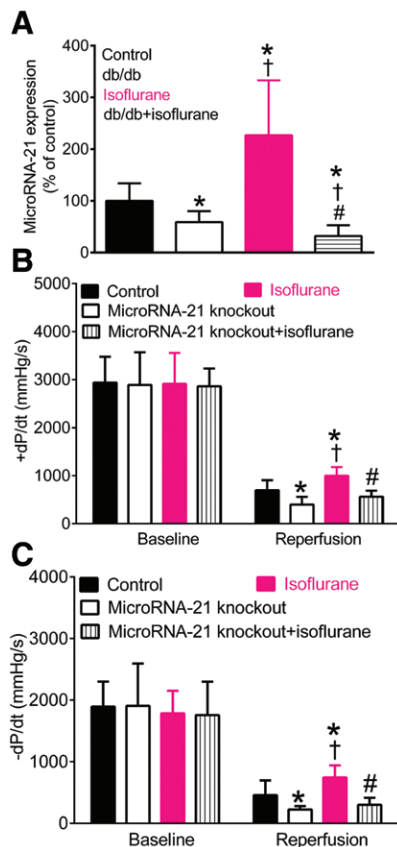 A
MicroRNA-21 expression
(% of control)
400
300
200
100
0
Control
db/db
Isoflurane
db/db+isoflurane
*
*
†
*
†
#
B
+dP/dt (mmHg/s)
5000
4000
3000
2000
1000
0
Control
Isoflurane
MicroRNA-21 knockout
MicroRNA-21 knockout+isoflurane
*
*
†
#
Baseline
Reperfusion
C
-dP/dt (mmHg/s)
4000
3000
2000
1000
0
Control
Isoflurane
MicroRNA-21 knockout
MicroRNA-21 knockout+isoflurane
*
*
†
#
Baseline
Reperfusion